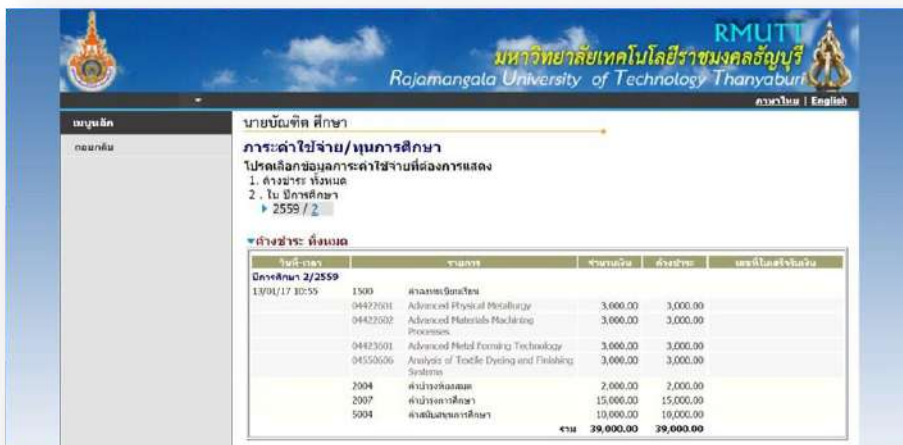 RMUTT
มหาวิทยาลัยเทคโนโลยีราชมงคลธัญบุรี
Rajamangala University of Technology Thanyaburi
ภาษาไทย | English
เมนูหลัก
ถอยกลับ
นายบัณฑิต ศึกษา
ภาระค่าใช้จ่าย/ทุนการศึกษา
โปรดเลือกข้อมูลภาระค่าใช้จ่ายที่ต้องการแสดง
1. ค้างชำระ ทั้งหมด
2 . ใน ปีการศึกษา
2559 / 2
ค้างชำระ ทั้งหมด
วันที่-เวลา รายการ จำนวนเงิน ค้างชำระ เลขที่ใบเสร็จรับเงิน
ปีการศึกษา 2/2559
13/01/17 10:55 1500 ค่าลงทะเบียนเรียน
04422601 Advanced Physical Metallurgy 3,000.00 3,000.00
04422602 Advanced Materials Machining 3,000.00 3,000.00
Processes
04423601 Advanced Metal Forming Technology 3,000.00 3,000.00
04550606 Analysis of Textile Dyeing and Finishing 3,000.00 3,000.00
Systems
2004 ค่าบำรุงห้องสมุด 2,000.00 2,000.00
2007 ค่าบำรุงการศึกษา 15,000.00 15,000.00
5004 ค่าสนับสนุนการศึกษา 10,000.00 10,000.00
รวม 39,000.00 39,000.00